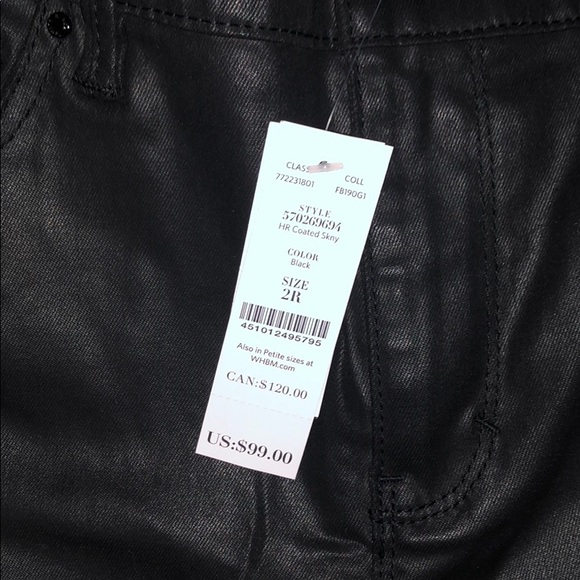 CLASS COLL
772231801 FB190G1
STYLE
570269694
HR Coated Skny
COLOR
Black
SIZE
2R
451012495795
Also in Petite sizes at
WHBM.com
CAN:$120.00
US:$99.00